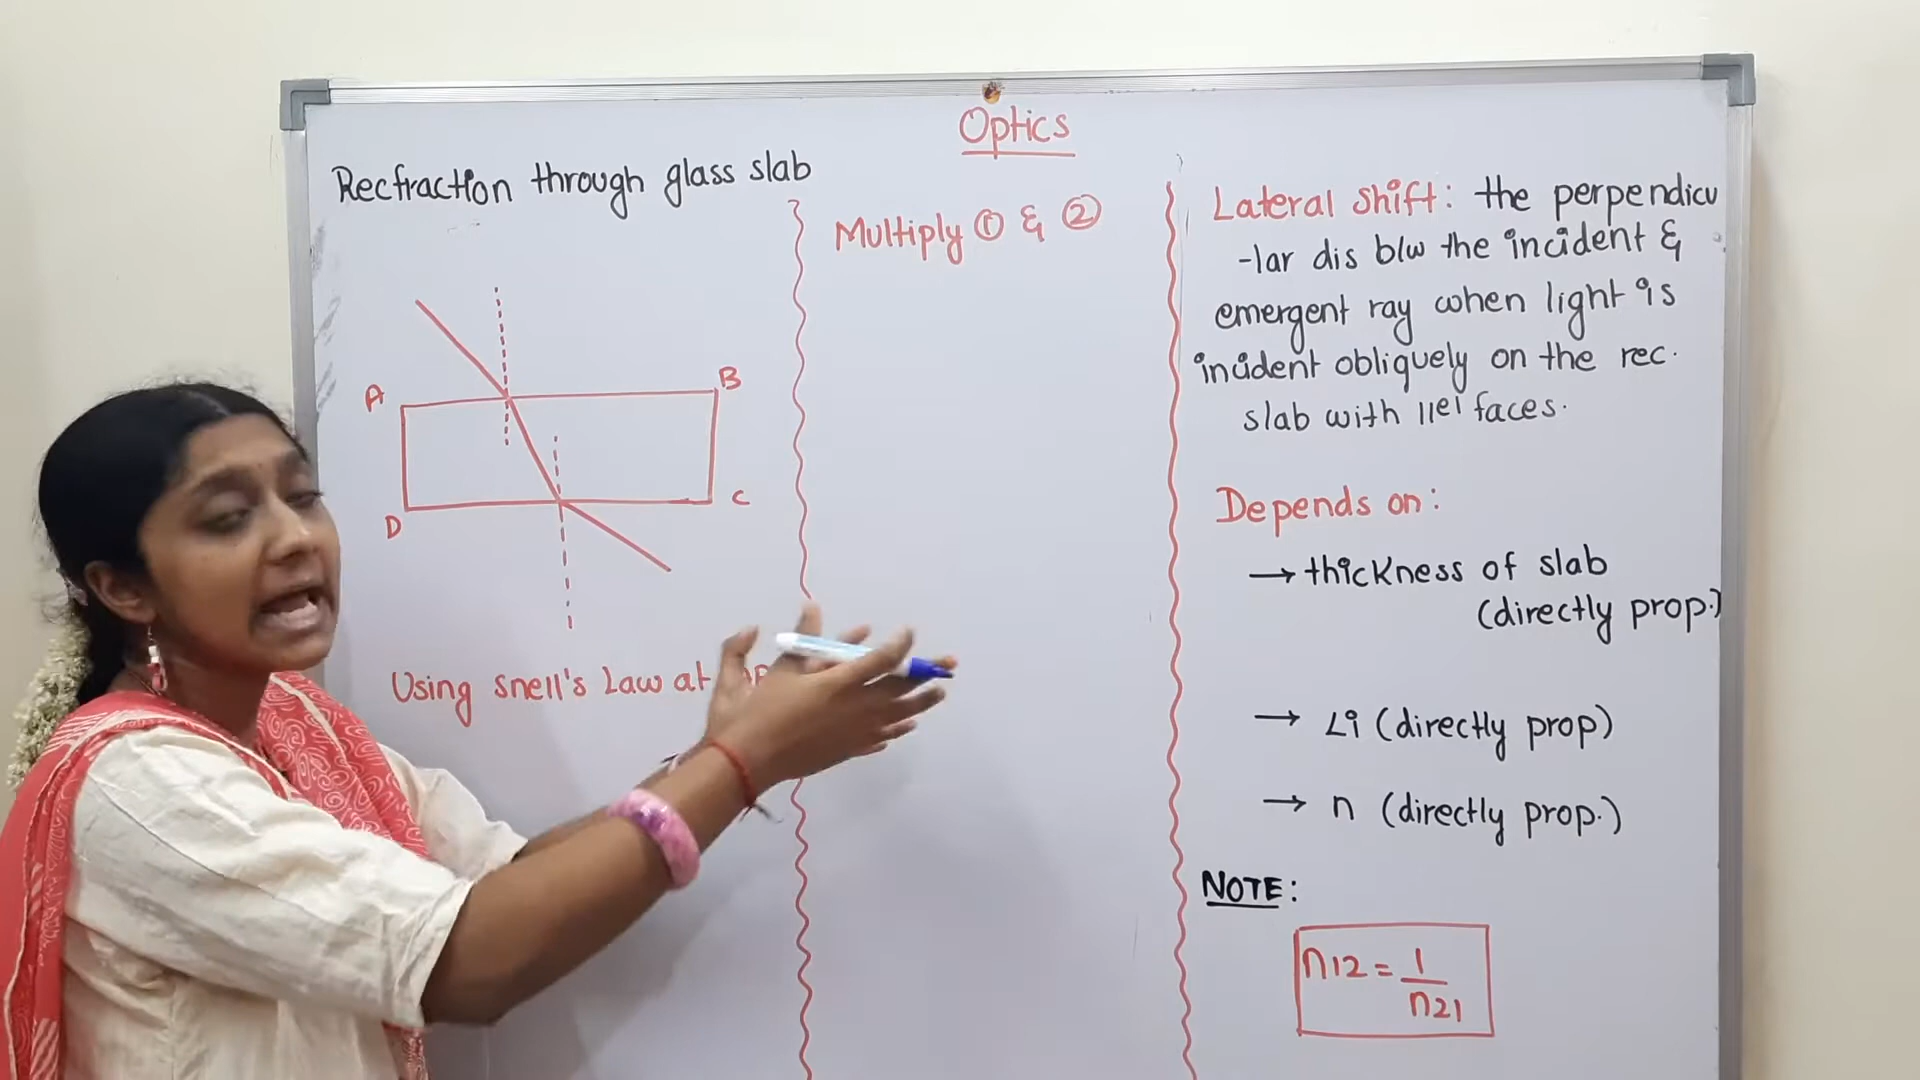 Optics
Recfraction through glass slab
A
B
C
D
Using snell's Law at
Multiply ① & ②
Lateral shift: the perpendicu
-lar dis b/w the incident &
emergent ray when light is
incident obliquely on the rec.
slab with llel faces.
Depends on:
→ thickness of slab
(directly prop.)
→ ∠i (directly prop)
→ n (directly prop.)
NOTE:
n12 = 1
n21